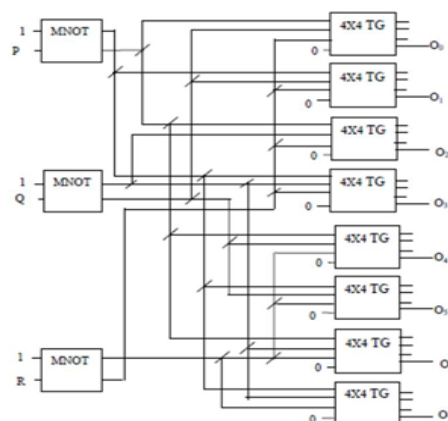 1 MNOT 4X4 TG
P 0 O₀
4X4 TG
0 O₁
4X4 TG
0 O₂
1 MNOT 4X4 TG
Q 0 O₃
4X4 TG
0 O₄
4X4 TG
0 O₅
1 MNOT 4X4 TG
R 0 O
4X4 TG
0 O